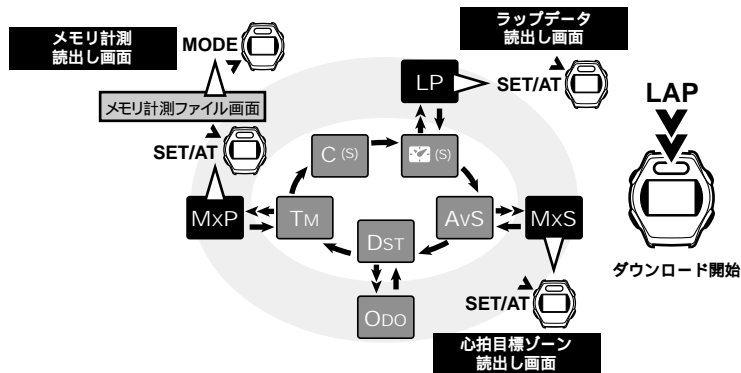 メモリ計測
読出し画面
MODE
メモリ計測ファイル画面
SET/AT
ラップデータ
読出し画面
LP
SET/AT
LAP
C (S)
(S)
MXP
TM
DST
AVS
MXS
ODO
SET/AT
心拍目標ゾーン
読出し画面
ダウンロード開始